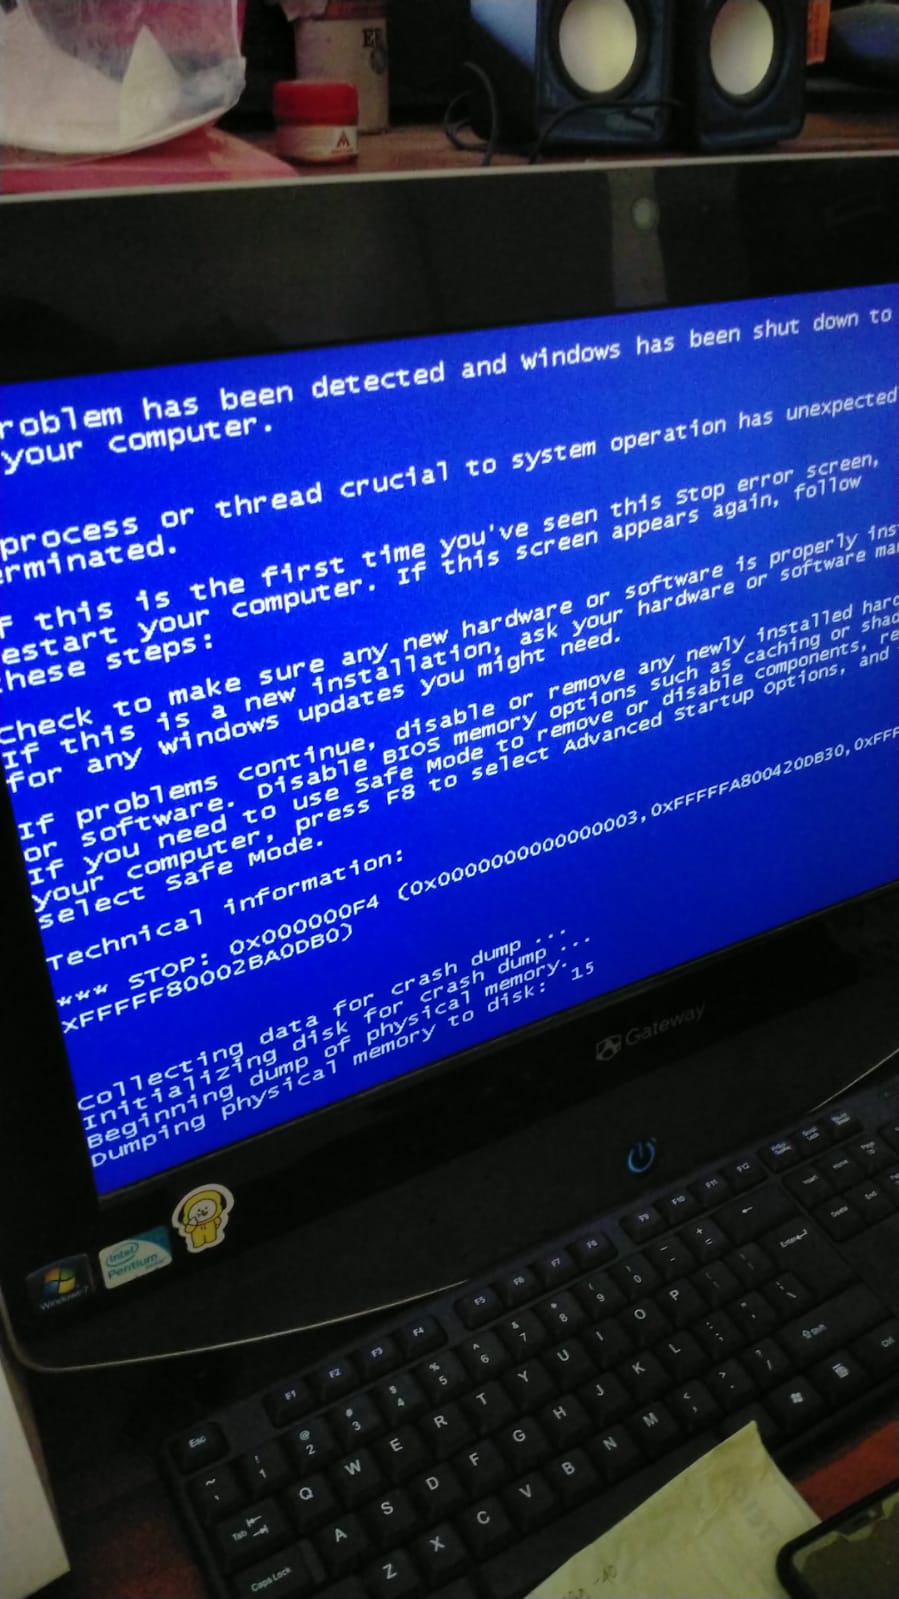 roblem has been detected and windows has been shut down to
your computer.
process or thread crucial to system operation has unexpected
erminated.
f this is the first time you've seen this Stop error screen,
estart your computer. If this screen appears again, follow
these steps:
Check to make sure any new hardware or software is properly inst
If this is a new installation, ask your hardware or software man
for any windows updates you might need.
If problems continue, disable or remove any newly installed hard
or software. Disable BIOS memory options such as caching or shad
If you need to use Safe Mode to remove or disable components, re
your computer, press F8 to select Advanced Startup Options, and
select Safe Mode.
Technical information:
*** STOP: 0x000000F4 (0x0000000000000003,0xFFFFFA800420DB30,0xFFF
xFFFFF80002BA0DB0)
Collecting data for crash dump ...
Initializing disk for crash dump ...
Beginning dump of physical memory.
Dumping physical memory to disk: 15
Gateway
Windows 7
intel
Pentium
Esc F1 F2 F3 F4 F5 F6 F7 F8 F9 F10 F11 F12
~ ! 1 @ 2 # 3 $ 4 % 5 ^ 6 & 7 * 8 ( 9 ) 0 _ - + =
Tab Q W E R T Y U I O P
Caps Lock A S D F G H J K L : ; " Enter
Z X C V B N M < , > . ? / Shift
Ctrl
Home
End
Delete